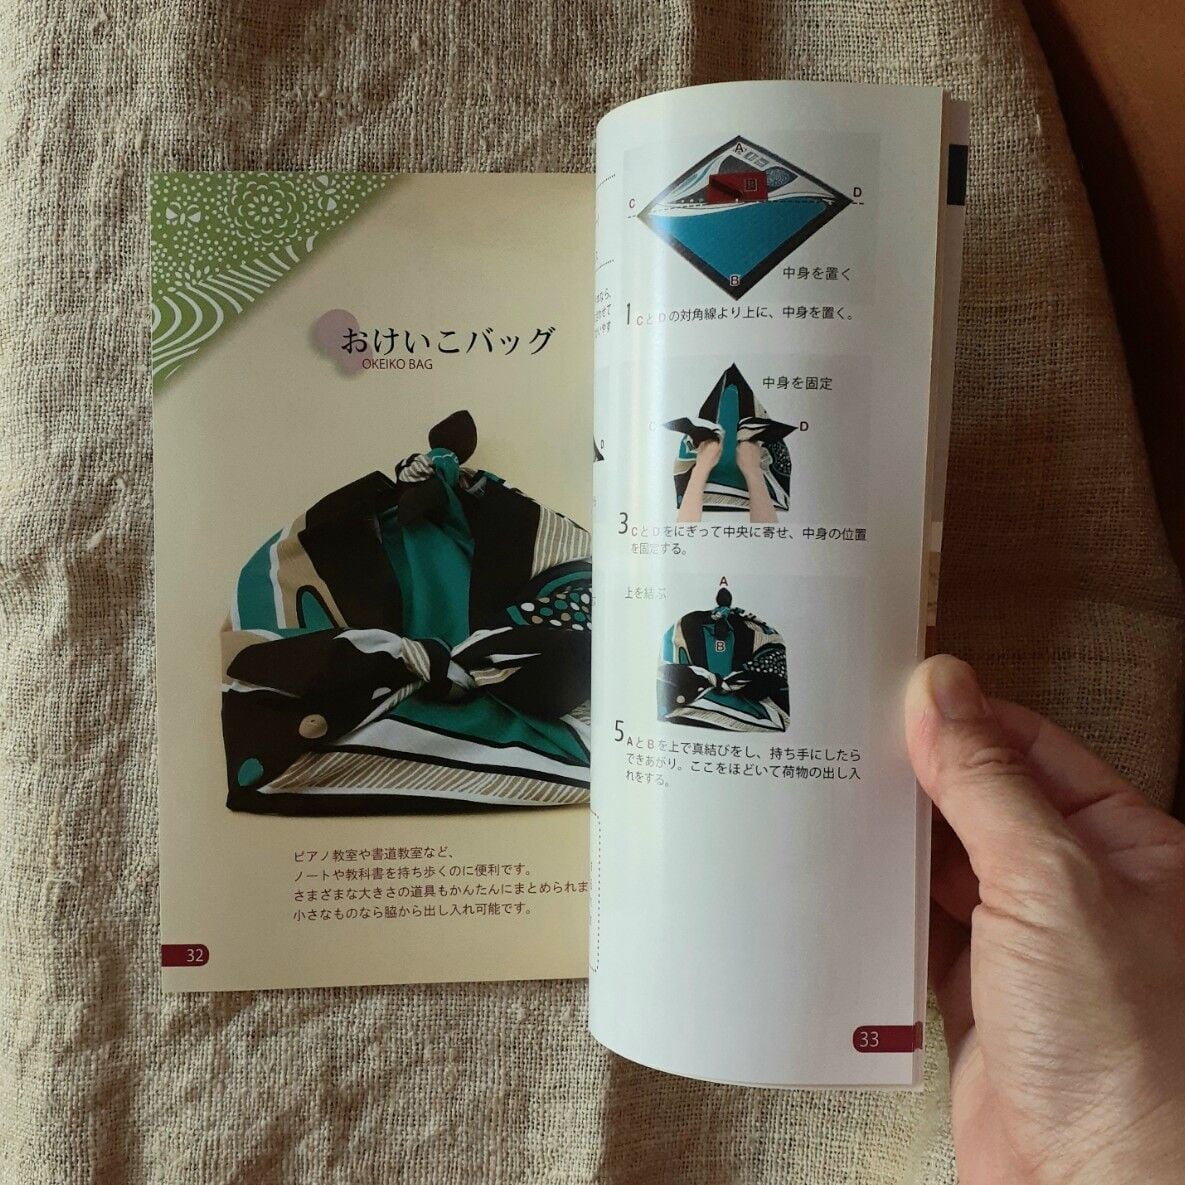 おけいこバッグ
OKEIKO BAG
ピアノ教室や書道教室など、
ノートや教科書を持ち歩くのに便利です。
さまざまな大きさの道具もかんたんにまとめられま
小さなものなら脇から出し入れ可能です。
32
A
B
C
D
B
中身を置く
1 CとDの対角線より上に、中身を置く。
中身を固定
C
D
3 CとDをにぎって中央に寄せ、中身の位置
を固定する。
上を結ぶ
A
B
5 AとBを上で真結びをし、持ち手にしたら
できあがり。ここをほどいて荷物の出し入
れをする。
33